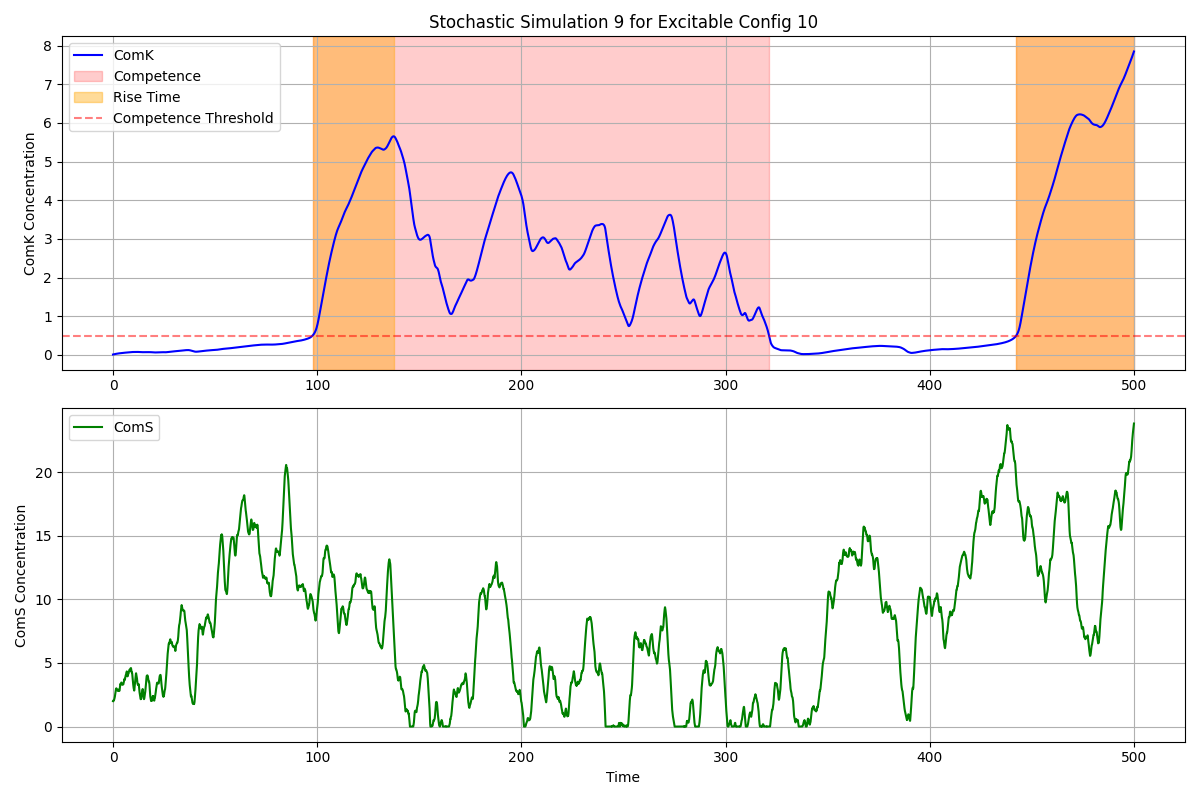 Stochastic Simulation 9 for Excitable Config 10
ComK Concentration
8
7
6
5
4
3
2
1
0
ComK
Competence
Rise Time
Competence Threshold
0 100 200 300 400 500
ComS Concentration
20
15
10
5
0
ComS
0 100 200 300 400 500
Time